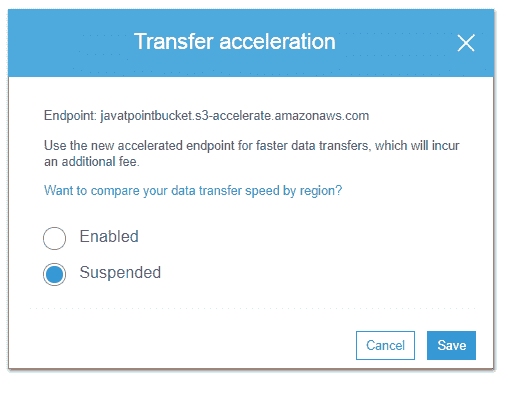 Transfer acceleration
Endpoint: javatpointbucket.s3-accelerate.amazonaws.com
Use the new accelerated endpoint for faster data transfers, which will incur
an additional fee.
Want to compare your data transfer speed by region?
Enabled
Suspended
Cancel Save